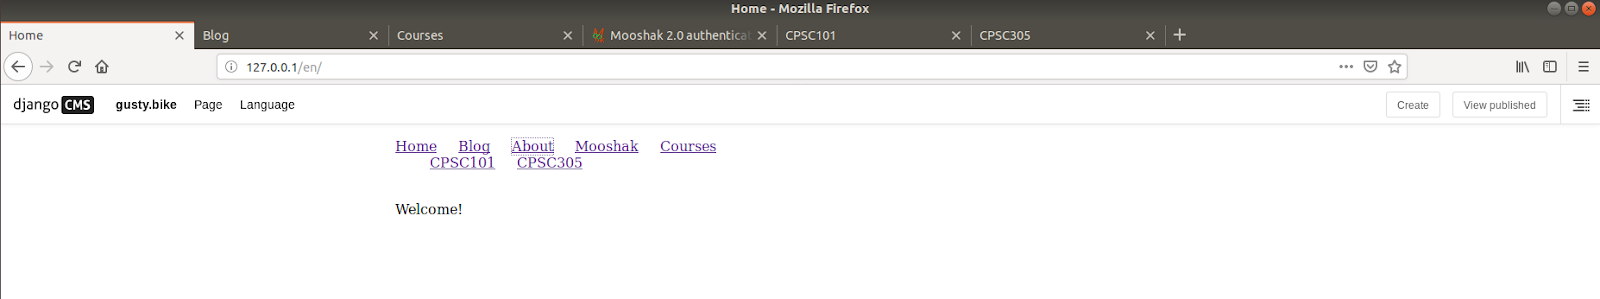 Home - Mozilla Firefox
Home Blog Courses Mooshak 2.0 authenticat CPSC101 CPSC305
127.0.0.1/en/
django CMS gusty.bike Page Language Create View published
Home Blog About Mooshak Courses
CPSC101 CPSC305
Welcome!